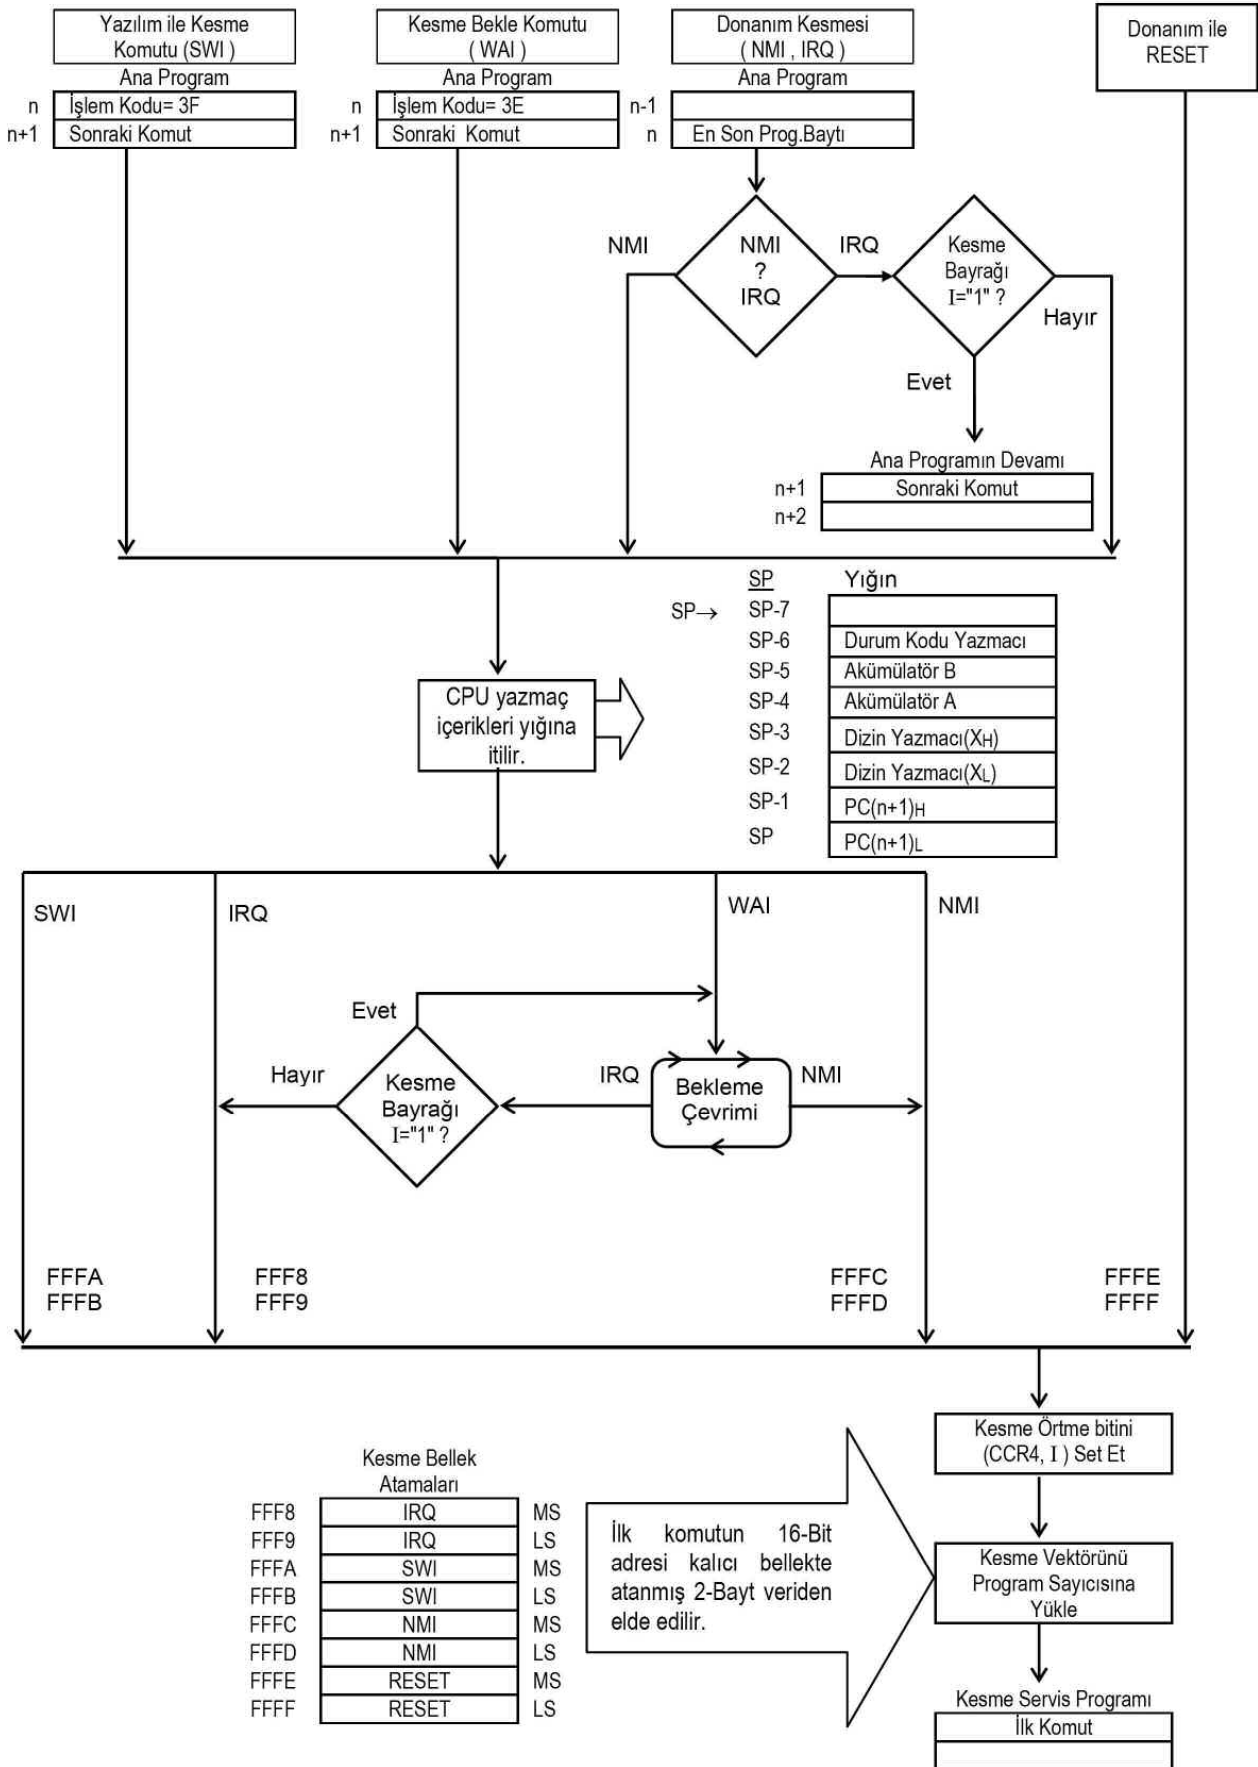 Yazılım ile Kesme
Komutu (SWI )
Ana Program
n İşlem Kodu= 3F
n+1 Sonraki Komut
Kesme Bekle Komutu
( WAI )
Ana Program
n İşlem Kodu= 3E
n+1 Sonraki Komut
Donanım Kesmesi
( NMI , IRQ )
Ana Program
n-1
n En Son Prog.Baytı
Donanım ile
RESET
NMI
NMI
?
IRQ
IRQ
Kesme
Bayrağı
I="1" ?
Hayır
Evet
Ana Programın Devamı
n+1 Sonraki Komut
n+2
SP Yığın
SP→ SP-7
SP-6 Durum Kodu Yazmacı
SP-5 Akümülatör B
SP-4 Akümülatör A
SP-3 Dizin Yazmacı(XH)
SP-2 Dizin Yazmacı(XL)
SP-1 PC(n+1)H
SP PC(n+1)L
CPU yazmaç
içerikleri yığına
itilir.
SWI
IRQ
WAI
NMI
Evet
Hayır
Kesme
Bayrağı
I="1" ?
IRQ
Bekleme
Çevrimi
NMI
FFFA
FFFB
FFF8
FFF9
FFFC
FFFD
FFFE
FFFF
Kesme Örtme bitini
(CCR4, I ) Set Et
Kesme Bellek
Atamaları
FFF8 IRQ MS
FFF9 IRQ LS
FFFA SWI MS
FFFB SWI LS
FFFC NMI MS
FFFD NMI LS
FFFE RESET MS
FFFF RESET LS
İlk komutun 16-Bit
adresi kalıcı bellekte
atanmış 2-Bayt veriden
elde edilir.
Kesme Vektörünü
Program Sayıcısına
Yükle
Kesme Servis Programı
İlk Komut